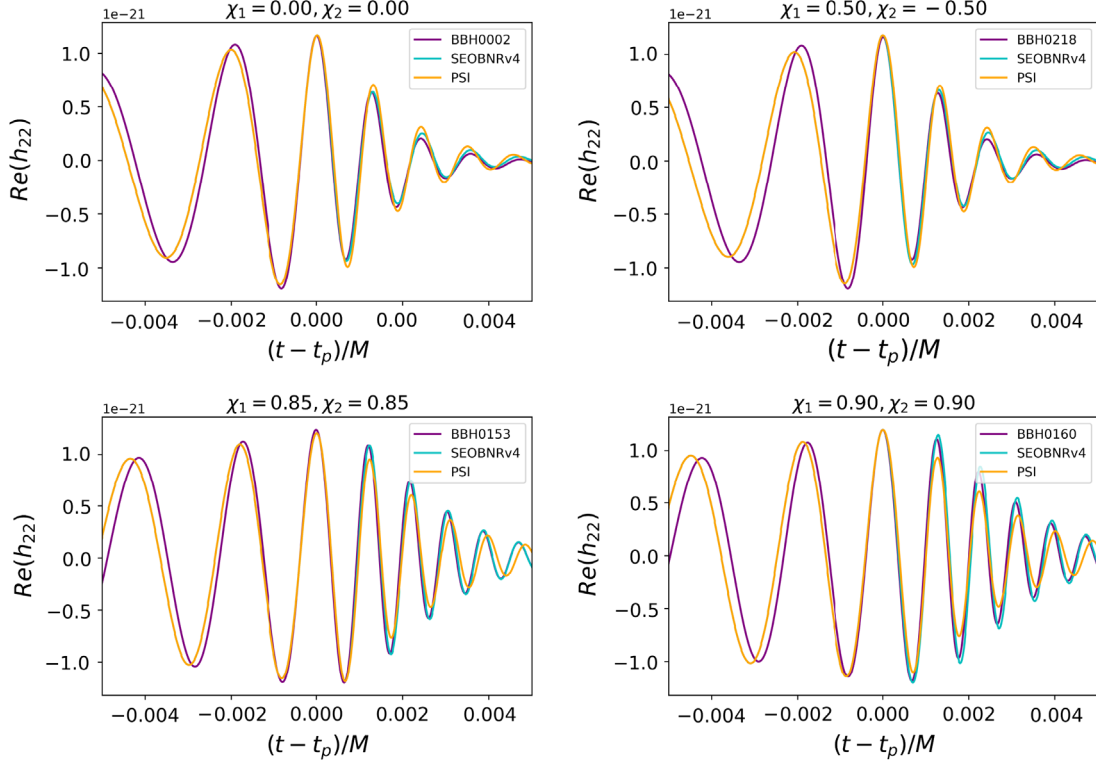 χ₁ = 0.00, χ₂ = 0.00
1e−21
BBH0002
SEOBNRv4
PSI
Re(h₂₂)
1.0
0.5
0.0
−0.5
−1.0
−0.004 −0.002 0.000 0.002 0.004
(t − tₚ)/M
χ₁ = 0.50, χ₂ = − 0.50
1e−21
BBH0218
SEOBNRv4
PSI
Re(h₂₂)
1.0
0.5
0.0
−0.5
−1.0
−0.004 −0.002 0.000 0.002 0.004
(t − tₚ)/M
χ₁ = 0.85, χ₂ = 0.85
1e−21
BBH0153
SEOBNRv4
PSI
Re(h₂₂)
1.0
0.5
0.0
−0.5
−1.0
−0.004 −0.002 0.000 0.002 0.004
(t − tₚ)/M
χ₁ = 0.90, χ₂ = 0.90
1e−21
BBH0160
SEOBNRv4
PSI
Re(h₂₂)
1.0
0.5
0.0
−0.5
−1.0
−0.004 −0.002 0.000 0.002 0.004
(t − tₚ)/M